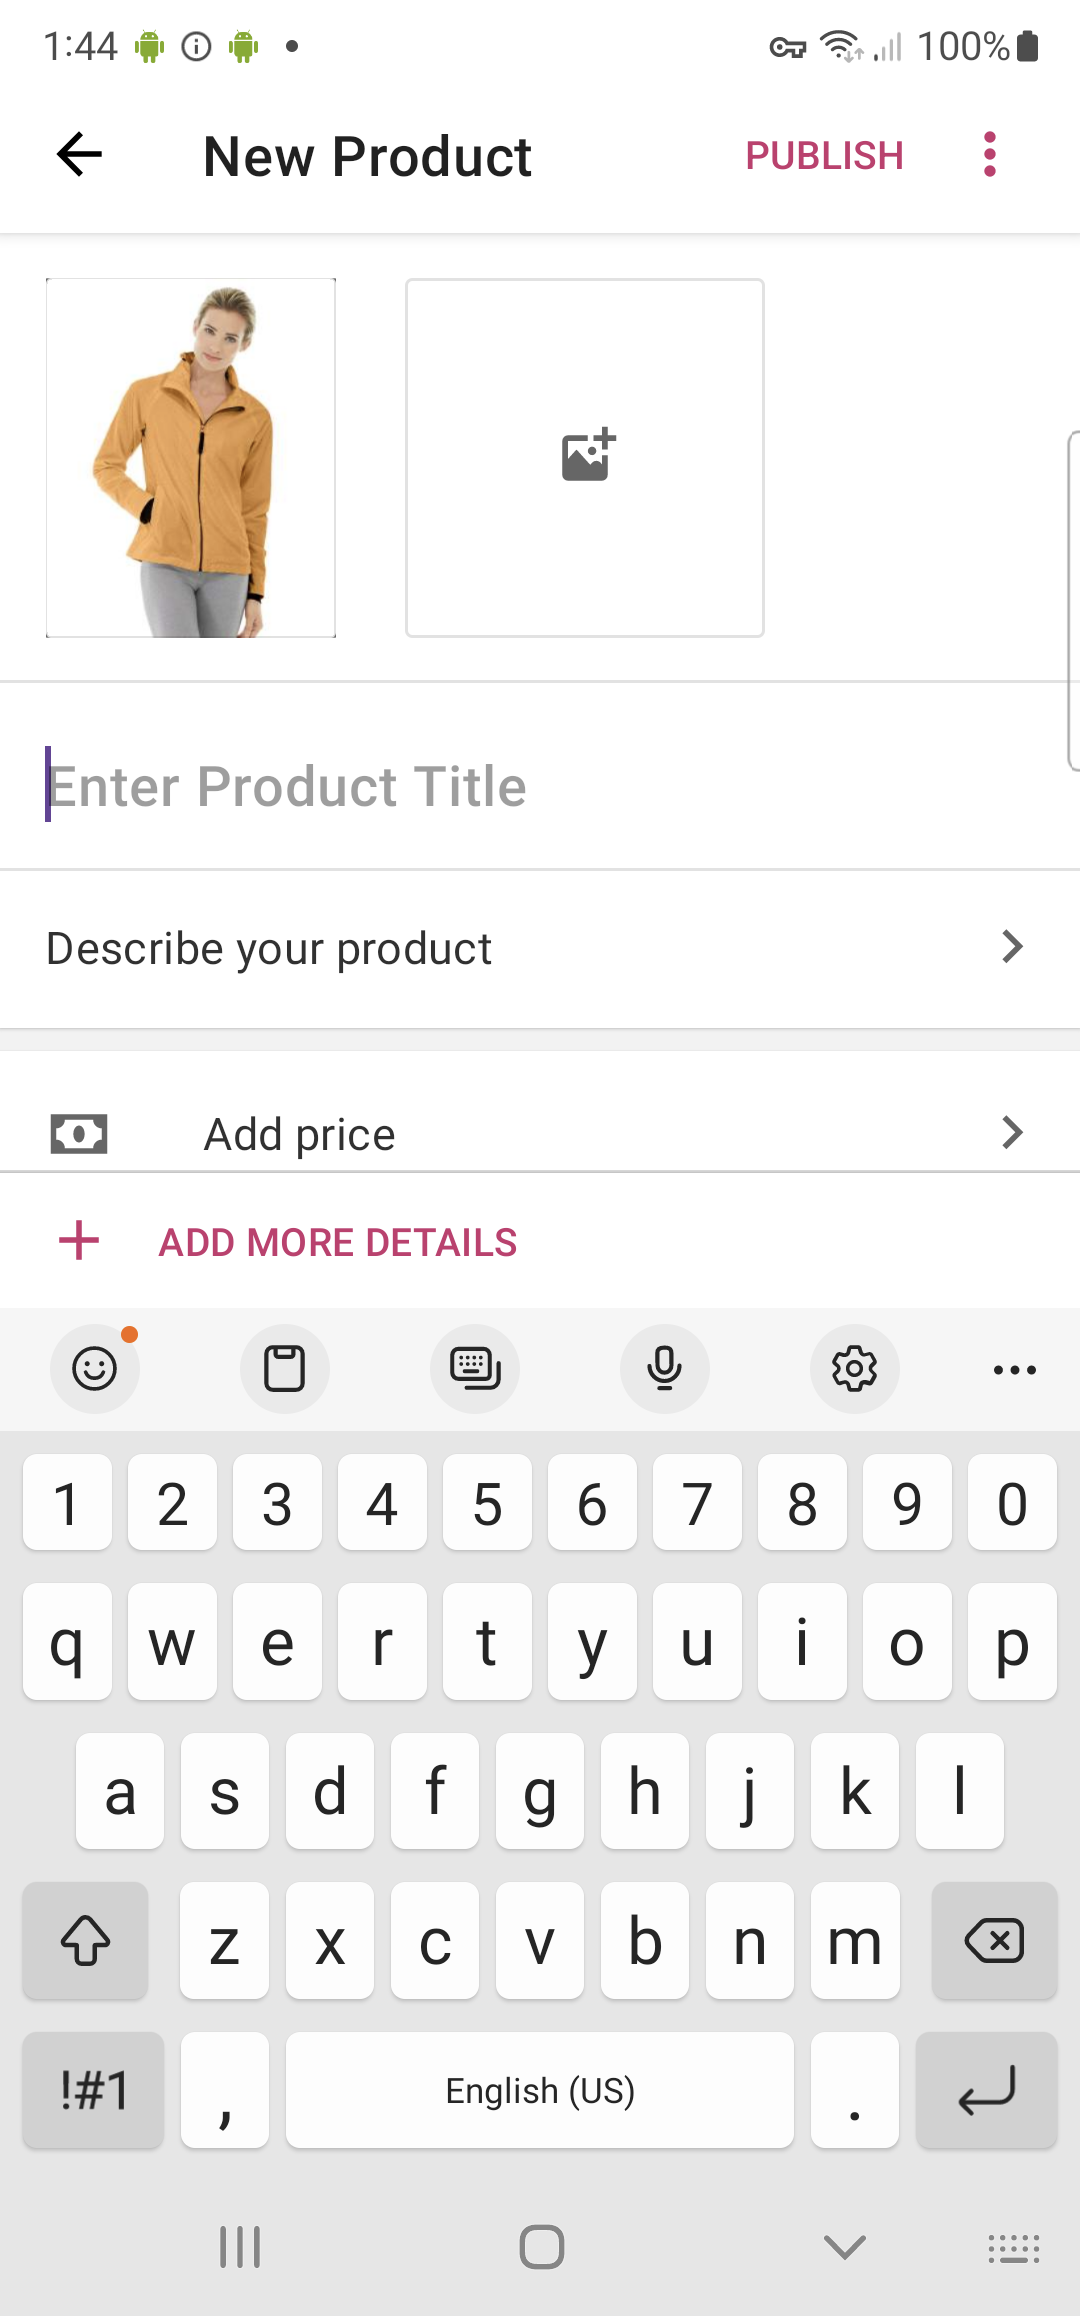 1:44 100%
New Product PUBLISH
Enter Product Title
Describe your product
Add price
ADD MORE DETAILS
1 2 3 4 5 6 7 8 9 0
q w e r t y u i o p
a s d f g h j k l
z x c v b n m
!#1 , English (US) .